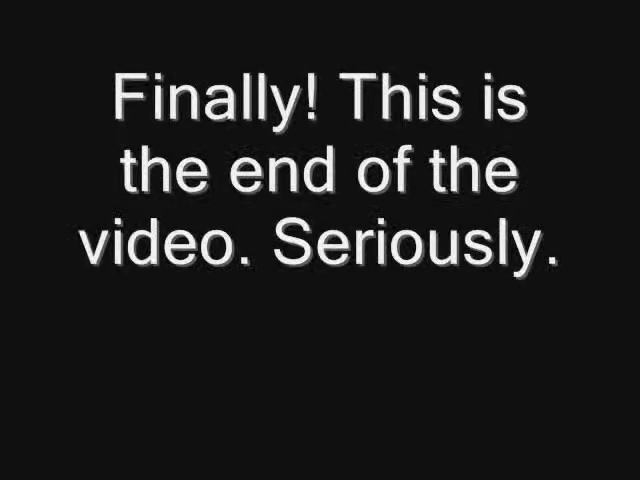 Finally! This is
the end of the
video. Seriously.